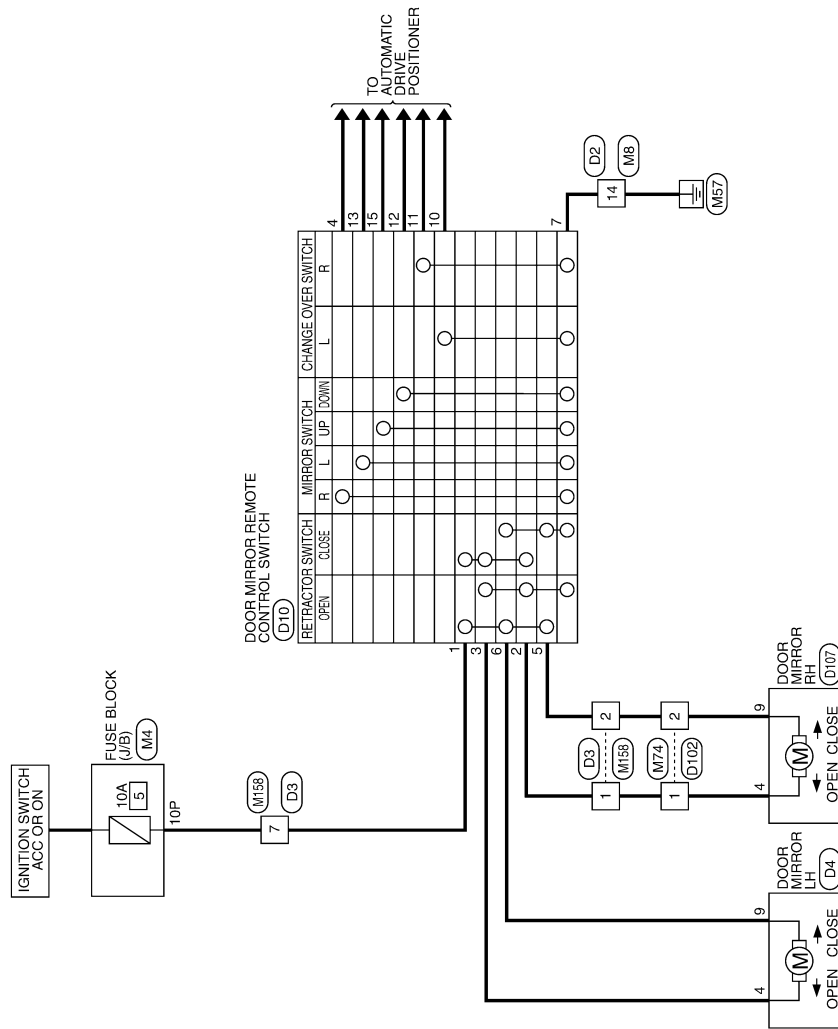 IGNITION SWITCH
ACC OR ON
FUSE BLOCK
(J/B)
M4
10A
5
10P
M158
7
D3
DOOR MIRROR REMOTE
CONTROL SWITCH
D10
RETRACTOR SWITCH
MIRROR SWITCH
CHANGE OVER SWITCH
OPEN
CLOSE
R
L
UP
DOWN
L
R
4
13
15
12
11
10
TO
AUTOMATIC
DRIVE
POSITIONER
1
3
6
2
5
7
D2
14
M8
M57
D3
1
2
M158
M74
1
2
D102
4
9
DOOR
MIRROR
LH
D4
M
OPEN CLOSE
4
9
DOOR
MIRROR
RH
D107
M
OPEN CLOSE